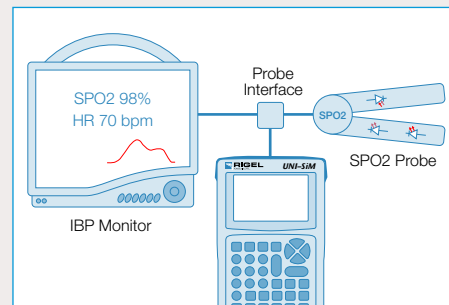 SPO2 98%
HR 70 bpm
IBP Monitor
Probe
Interface
SPO2
SPO2 Probe
RIGEL
UNI-SiM